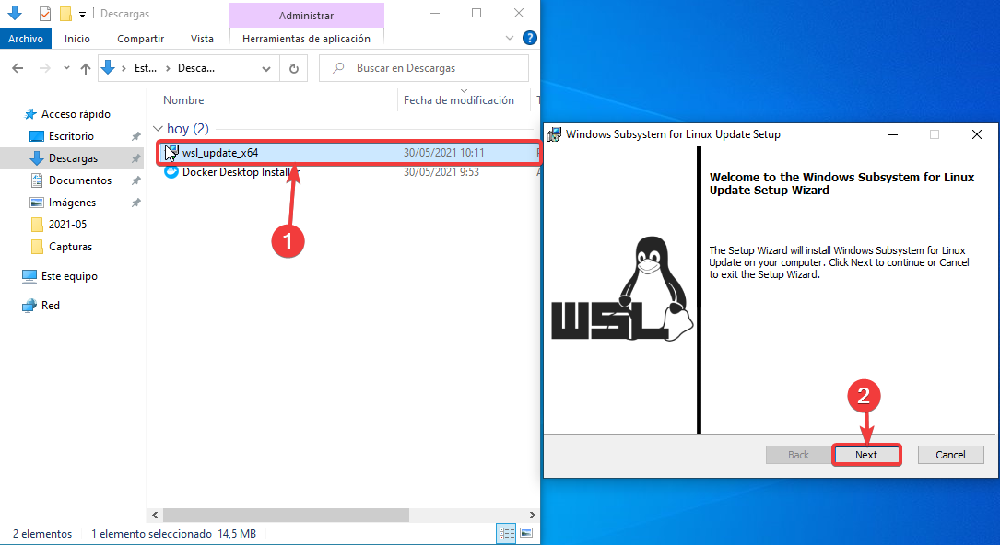 Descargas
Administrar
Archivo
Inicio
Compartir
Vista
Herramientas de aplicación
?
Est...
Desca...
Buscar en Descargas
Nombre
Fecha de modificación
Acceso rápido
Escritorio
Descargas
Documentos
Imágenes
2021-05
Capturas
Este equipo
Red
hoy (2)
wsl_update_x64
30/05/2021 10:11
Docker Desktop Installer
30/05/2021 9:53
1
2 elementos
1 elemento seleccionado
14,5 MB
Windows Subsystem for Linux Update Setup
Welcome to the Windows Subsystem for Linux
Update Setup Wizard
The Setup Wizard will install Windows Subsystem for Linux
Update on your computer. Click Next to continue or Cancel
to exit the Setup Wizard.
WSL
2
Back
Next
Cancel